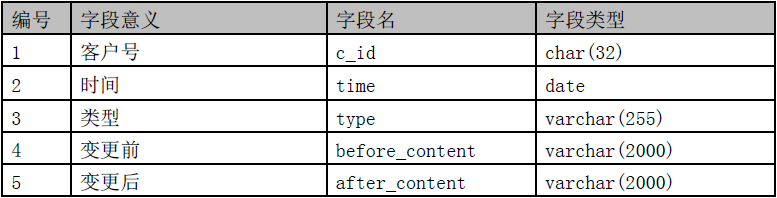 编号 字段意义 字段名 字段类型
1 客户号 c_id char(32)
2 时间 time date
3 类型 type varchar(255)
4 变更前 before_content varchar(2000)
5 变更后 after_content varchar(2000)